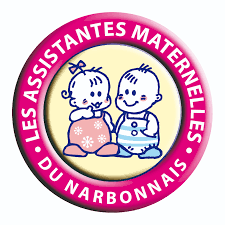 • LES ASSISTANTES MATERNELLES •
DU NARBONNAIS